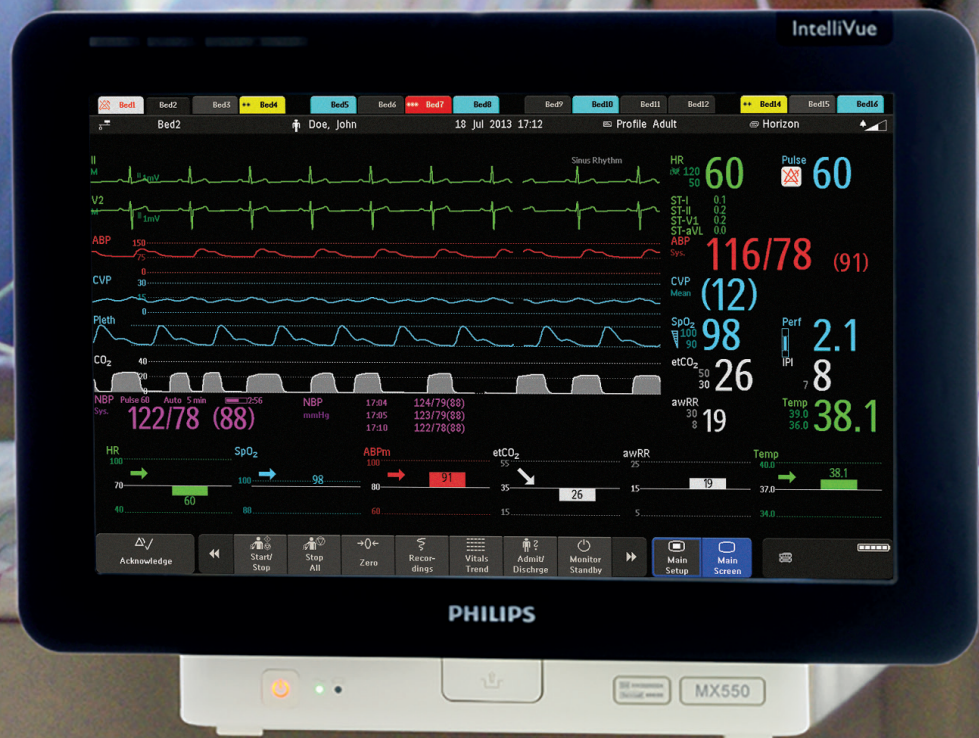 IntelliVue
Bed1 Bed2 Bed3 ** Bed4 Bed5 Bed6 *** Bed7 Bed8 Bed9 Bed10 Bed11 Bed12 ** Bed14 Bed15 Bed16
Bed2 Doe, John 18 Jul 2013 17:12 Profile Adult Horizon
II
M
1mV
Sinus Rhythm
HR
120
50
60
Pulse
60
V2
M
1mV
ST-I 0.1
ST-II 0.2
ST-V1 0.2
ST-aVL 0.0
ABP
150
75
0
ABP
Sys.
116/78 (91)
CVP
30
15
0
CVP
Mean
(12)
Pleth
SpO2
100
90
98
Perf
2.1
CO2
40
20
0
etCO2
50
30
26
IPI
7
8
NBP Pulse 60 Auto 5 min 2:56
Sys.
122/78 (88)
NBP
mmHg
17:04 124/79(88)
17:05 123/79(88)
17:10 122/78(88)
awRR
30
8
19
Temp
39.0
36.0
38.1
HR
100
70
60
40
SpO2
100
98
88
ABPm
100
91
80
60
etCO2
55
35
26
15
awRR
25
19
15
5
Temp
40.0
38.1
37.0
34.0
Acknowledge
Start/
Stop
Stop
All
→0←
Zero
Recor-
dings
Vitals
Trend
Admit/
Dischrge
Monitor
Standby
Main
Setup
Main
Screen
PHILIPS
MX550